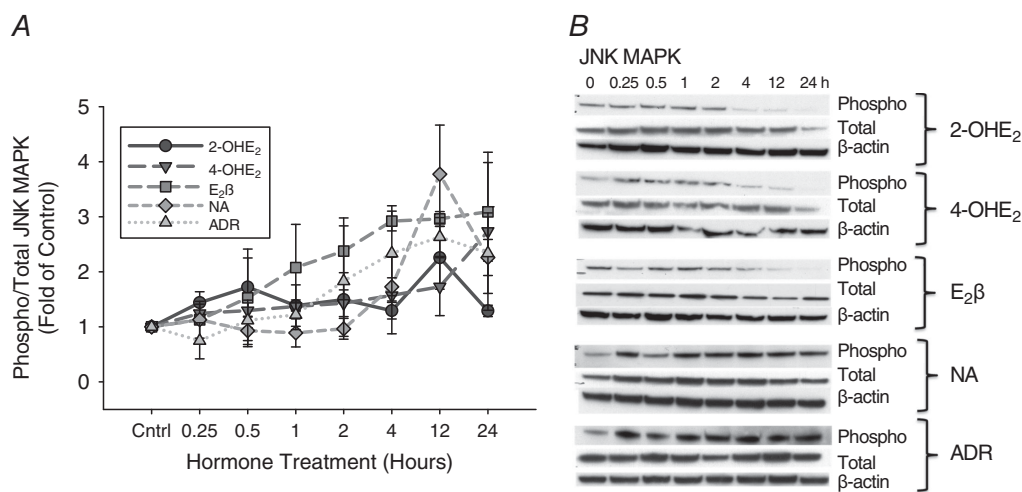 A
Phospho/Total JNK MAPK
(Fold of Control)
5
4
3
2
1
0
2-OHE₂
4-OHE₂
E₂β
NA
ADR
Cntrl 0.25 0.5 1 2 4 12 24
Hormone Treatment (Hours)
B
JNK MAPK
0 0.25 0.5 1 2 4 12 24 h
Phospho
Total
β-actin
2-OHE₂
Phospho
Total
β-actin
4-OHE₂
Phospho
Total
β-actin
E₂β
Phospho
Total
β-actin
NA
Phospho
Total
β-actin
ADR